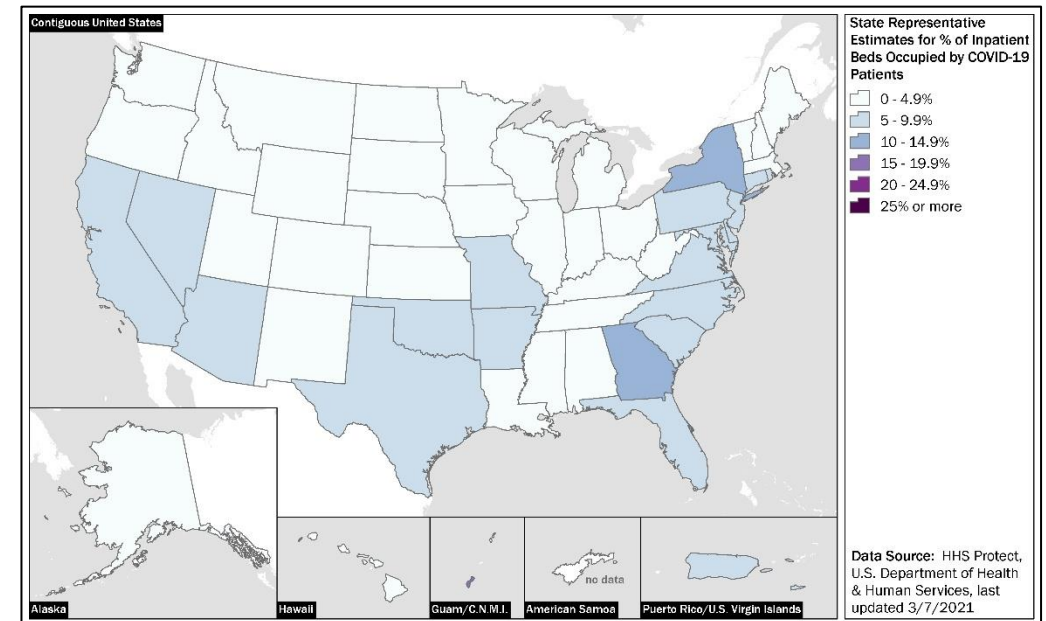 Contiguous United States
State Representative
Estimates for % of Inpatient
Beds Occupied by COVID-19
Patients
0 - 4.9%
5 - 9.9%
10 - 14.9%
15 - 19.9%
20 - 24.9%
25% or more
no data
Alaska
Hawaii
Guam/C.N.M.I.
American Samoa
Puerto Rico/U.S. Virgin Islands
Data Source: HHS Protect,
U.S. Department of Health
& Human Services, last
updated 3/7/2021